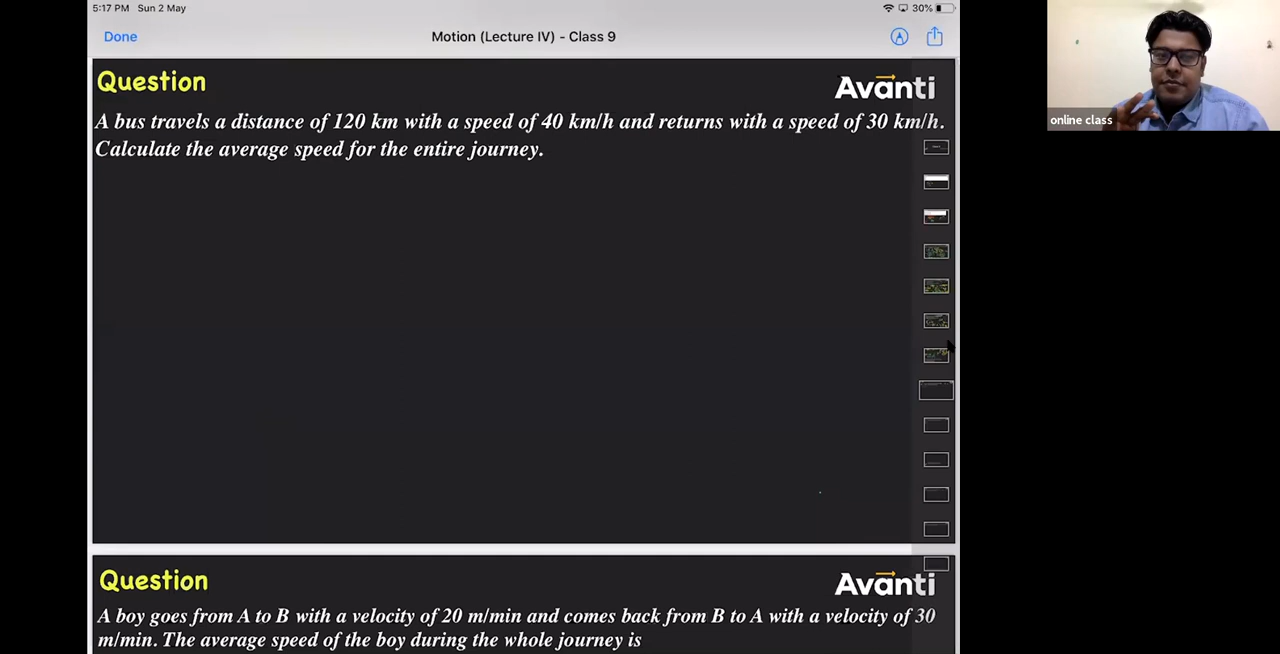 5:17 PM Sun 2 May
30%
Done
Motion (Lecture IV) - Class 9
Question
Avanti
A bus travels a distance of 120 km with a speed of 40 km/h and returns with a speed of 30 km/h.
Calculate the average speed for the entire journey.
online class
Question
Avanti
A boy goes from A to B with a velocity of 20 m/min and comes back from B to A with a velocity of 30
m/min. The average speed of the boy during the whole journey is